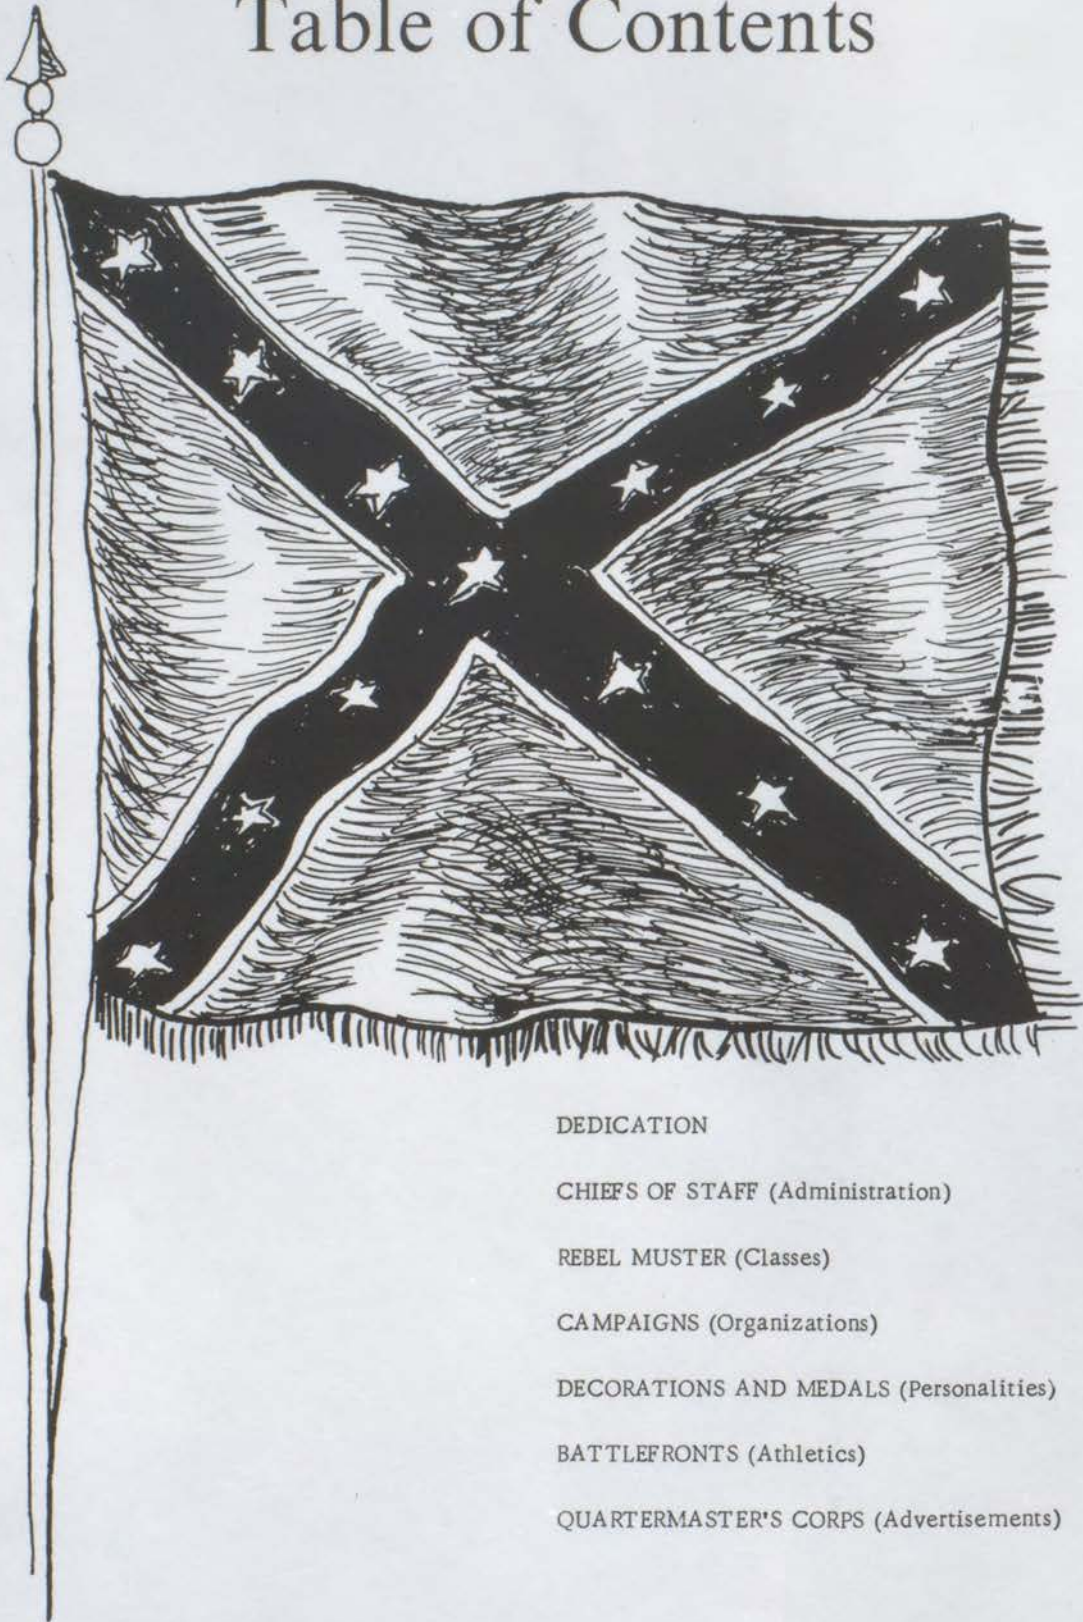 Table of Contents
DEDICATION
CHIEFS OF STAFF (Administration)
REBEL MUSTER (Classes)
CAMPAIGNS (Organizations)
DECORATIONS AND MEDALS (Personalities)
BATTLEFRONTS (Athletics)
QUARTERMASTER'S CORPS (Advertisements)